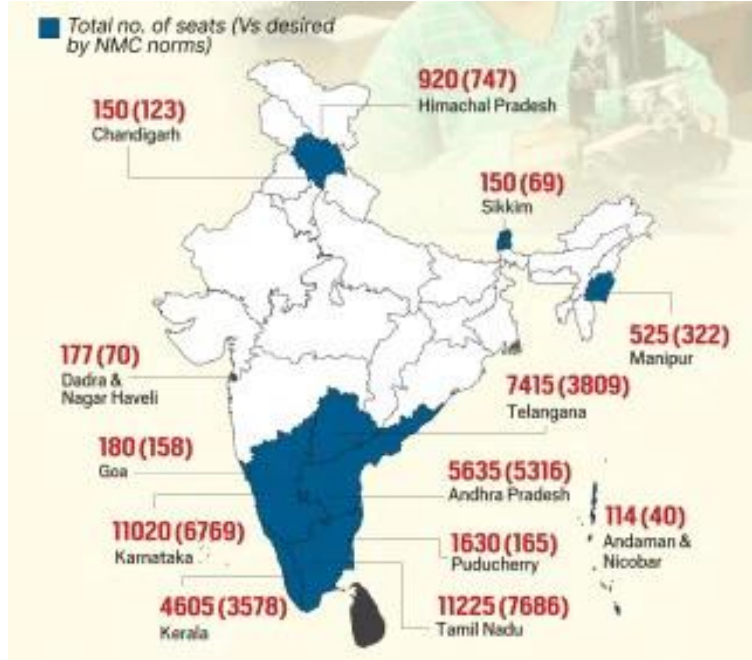 Total no. of seats (Vs desired
by NMC norms)
920 (747)
Himachal Pradesh
150 (123)
Chandigarh
150 (69)
Sikkim
525 (322)
Manipur
177 (70)
Dadra &
Nagar Haveli
7415 (3809)
Telangana
180 (158)
Goa
5635 (5316)
Andhra Pradesh
114 (40)
Andaman &
Nicobar
11020 (6769)
Karnataka
1630 (165)
Puducherry
4605 (3578)
Kerala
11225 (7686)
Tamil Nadu